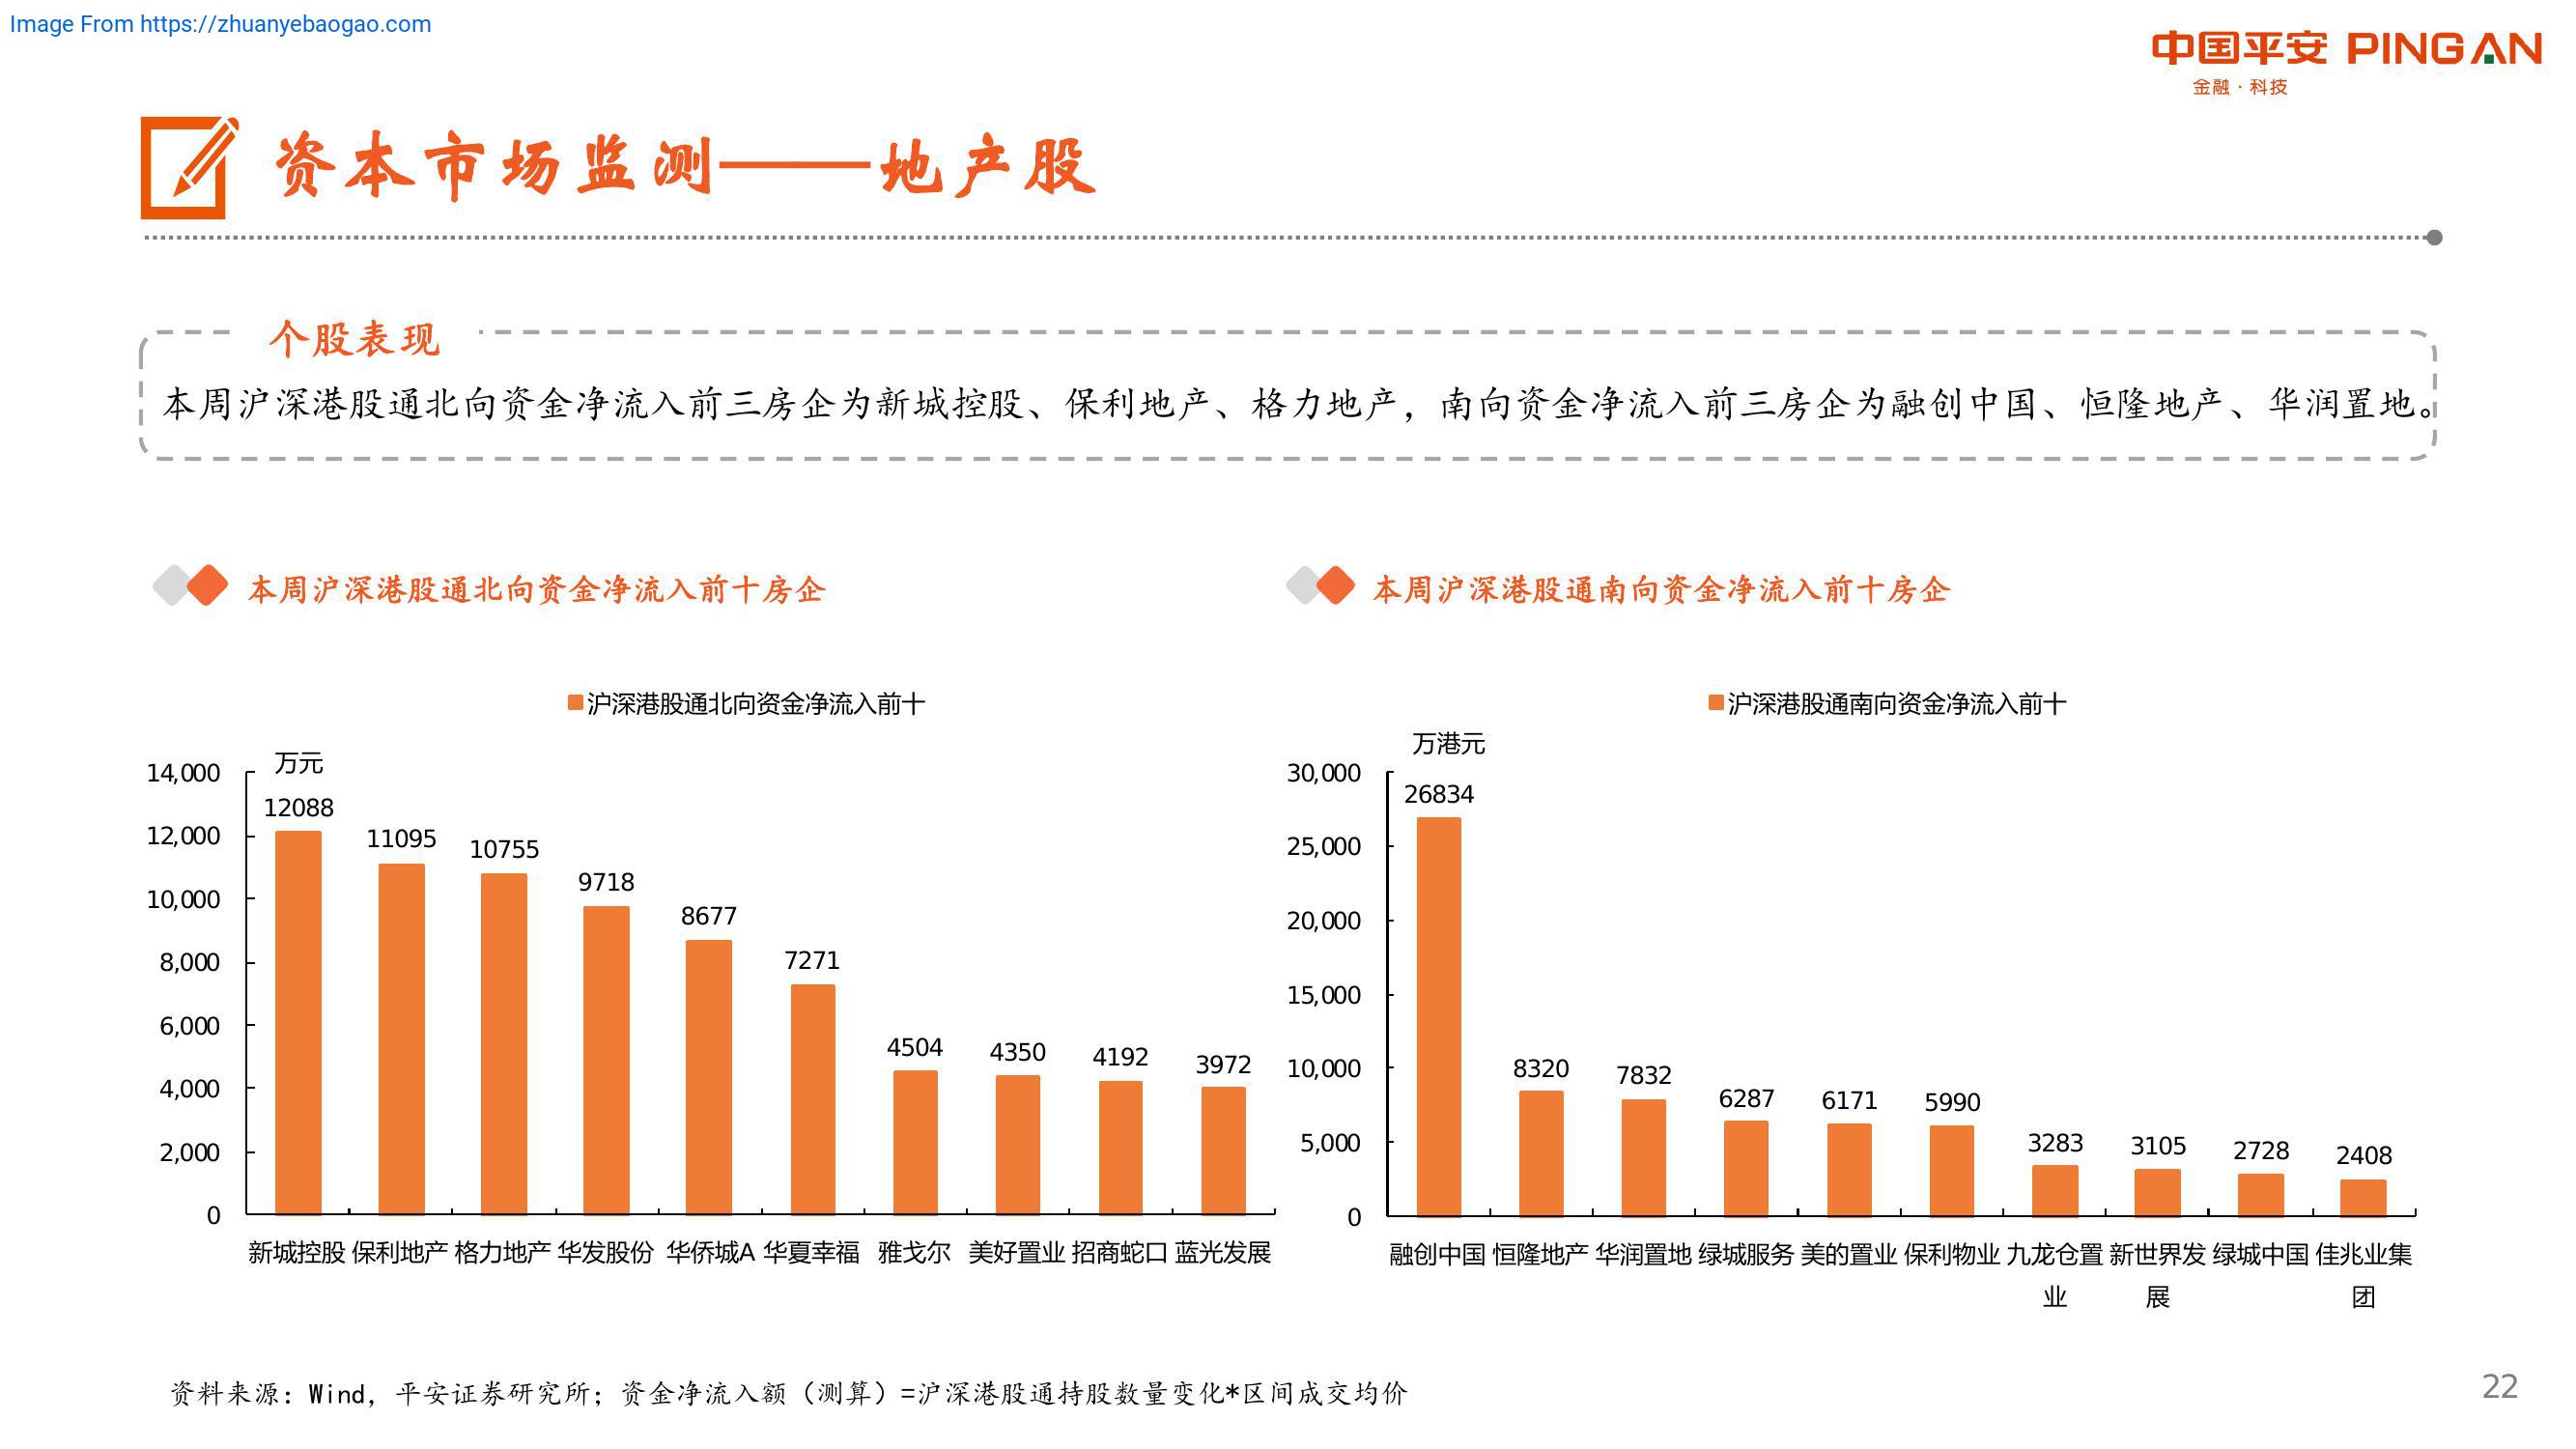 Image From https://zhuanyebaogao.com
中国平安 PINGAN
金融·科技
资本市场监测——地产股
个股表现
本周沪深港股通北向资金净流入前三房企为新城控股、保利地产、格力地产，南向资金净流入前三房企为融创中国、恒隆地产、华润置地。
本周沪深港股通北向资金净流入前十房企
沪深港股通北向资金净流入前十
万元
14,000
12,000
10,000
8,000
6,000
4,000
2,000
0
12088
11095
10755
9718
8677
7271
4504
4350
4192
3972
新城控股 保利地产 格力地产 华发股份 华侨城A 华夏幸福 雅戈尔 美好置业 招商蛇口 蓝光发展
本周沪深港股通南向资金净流入前十房企
沪深港股通南向资金净流入前十
万港元
30,000
25,000
20,000
15,000
10,000
5,000
0
26834
8320
7832
6287
6171
5990
3283
3105
2728
2408
融创中国 恒隆地产 华润置地 绿城服务 美的置业 保利物业 九龙仓置 新世界发 绿城中国 佳兆业集
业 展 团
资料来源：Wind，平安证券研究所；资金净流入额（测算）=沪深港股通持股数量变化*区间成交均价
22